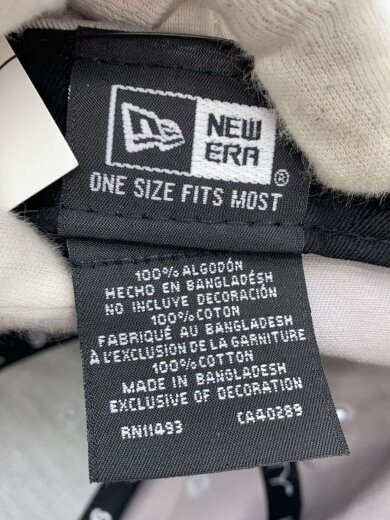 NEW
ERA®
ONE SIZE FITS MOST
100% ALGODÓN
HECHO EN BANGLADÉSH
NO INCLUYE DECORACIÓN
100% COTON
FABRIQUÉ AU BANGLADESH
À L'EXCLUSION DE LA GARNITURE
100% COTTON
MADE IN BANGLADESH
EXCLUSIVE OF DECORATION
RN11493 CA40289